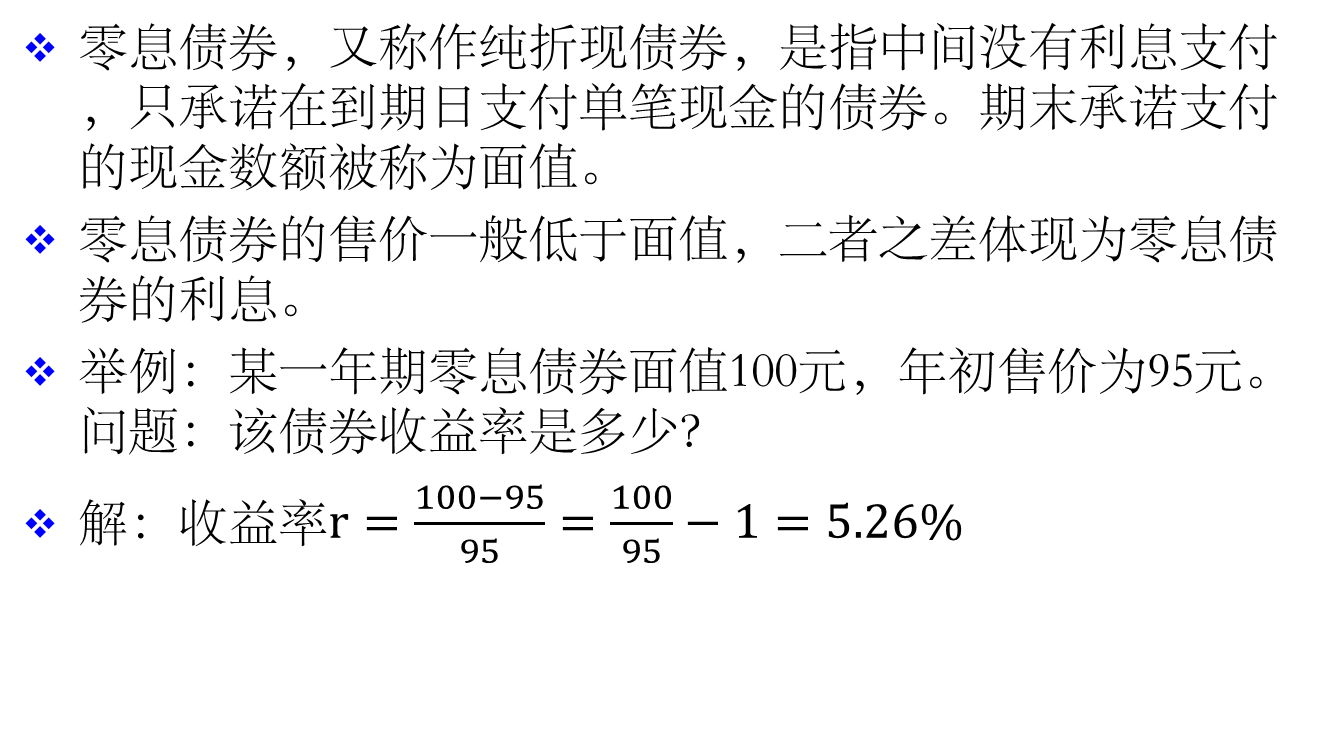 ❖ 零息债券，又称作纯折现债券，是指中间没有利息支付
，只承诺在到期日支付单笔现金的债券。期末承诺支付
的现金数额被称为面值。
❖ 零息债券的售价一般低于面值，二者之差体现为零息债
券的利息。
❖ 举例：某一年期零息债券面值100元，年初售价为95元。
问题：该债券收益率是多少?
❖ 解：收益率r = \frac{100−95}{95} = \frac{100}{95} − 1 = 5.26%